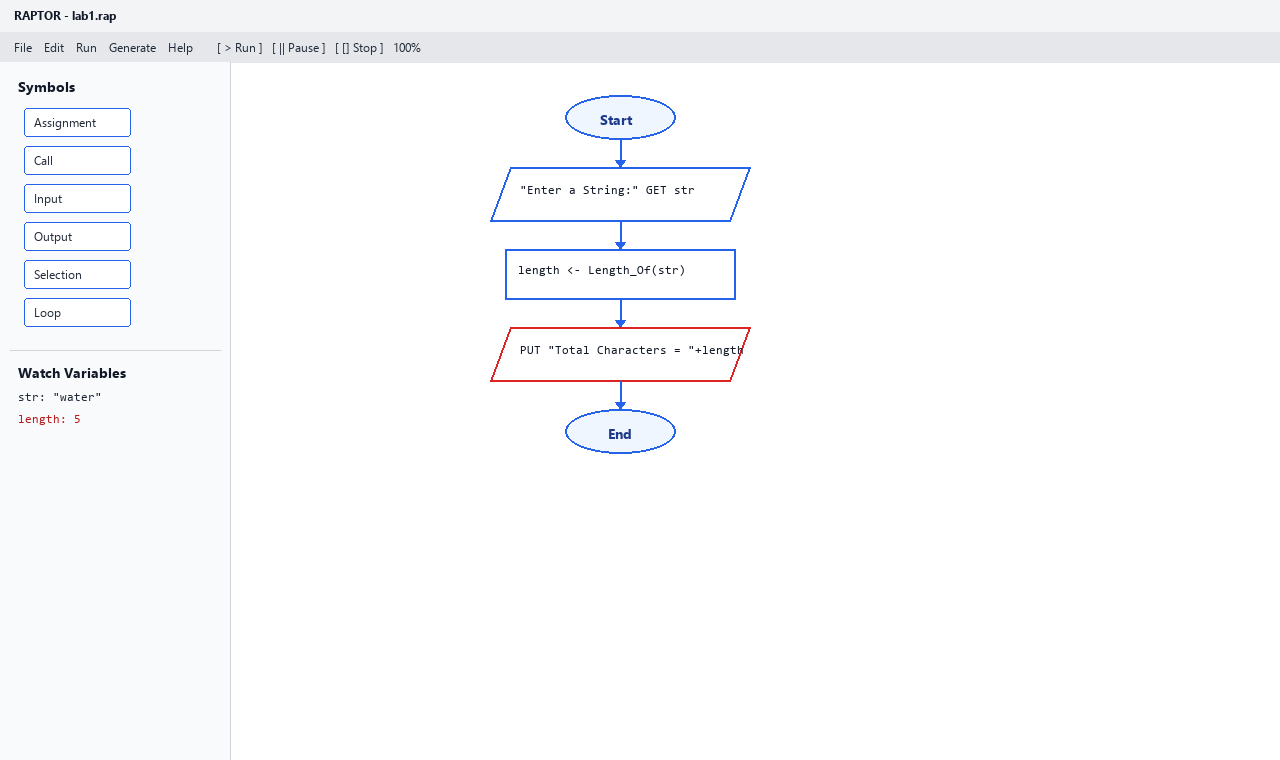 RAPTOR - lab1.rap
File Edit Run Generate Help [ > Run ] [ || Pause ] [ [] Stop ] 100%
Symbols
Assignment
Call
Input
Output
Selection
Loop
Watch Variables
str: "water"
length: 5
Start
"Enter a String:" GET str
length <- Length_Of(str)
PUT "Total Characters = "+length
End